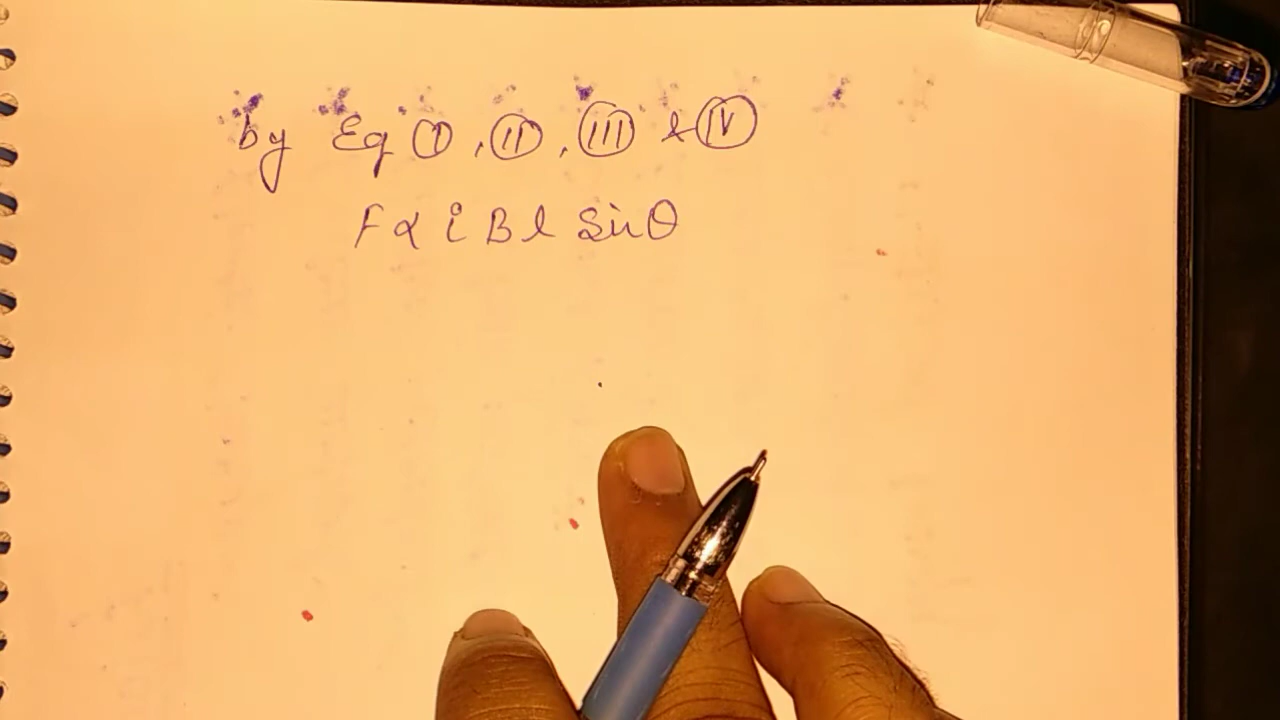 by Eq (I), (II), (III) & (IV)
F α i B l Sinθ